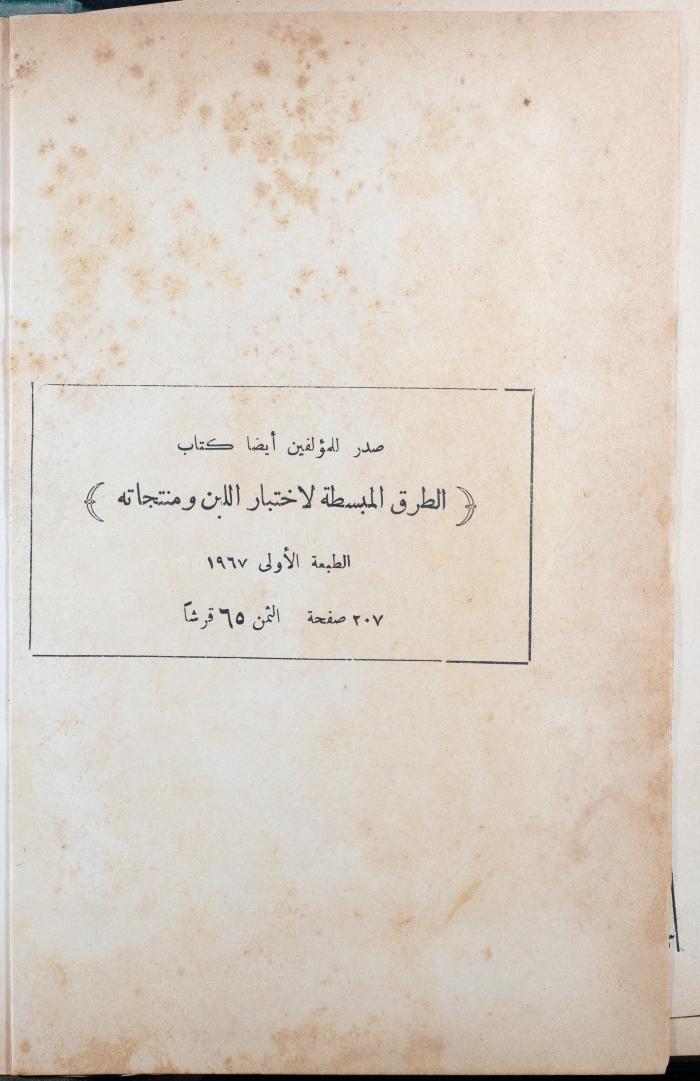 صدر للمؤلفين أيضا كتاب
﴿ الطرق المبسطة لاختبار اللبن ومنتجاته ﴾
الطبعة الأولى ١٩٦٧
٢٠٧ صفحة الثمن ٦٥ قرشاً